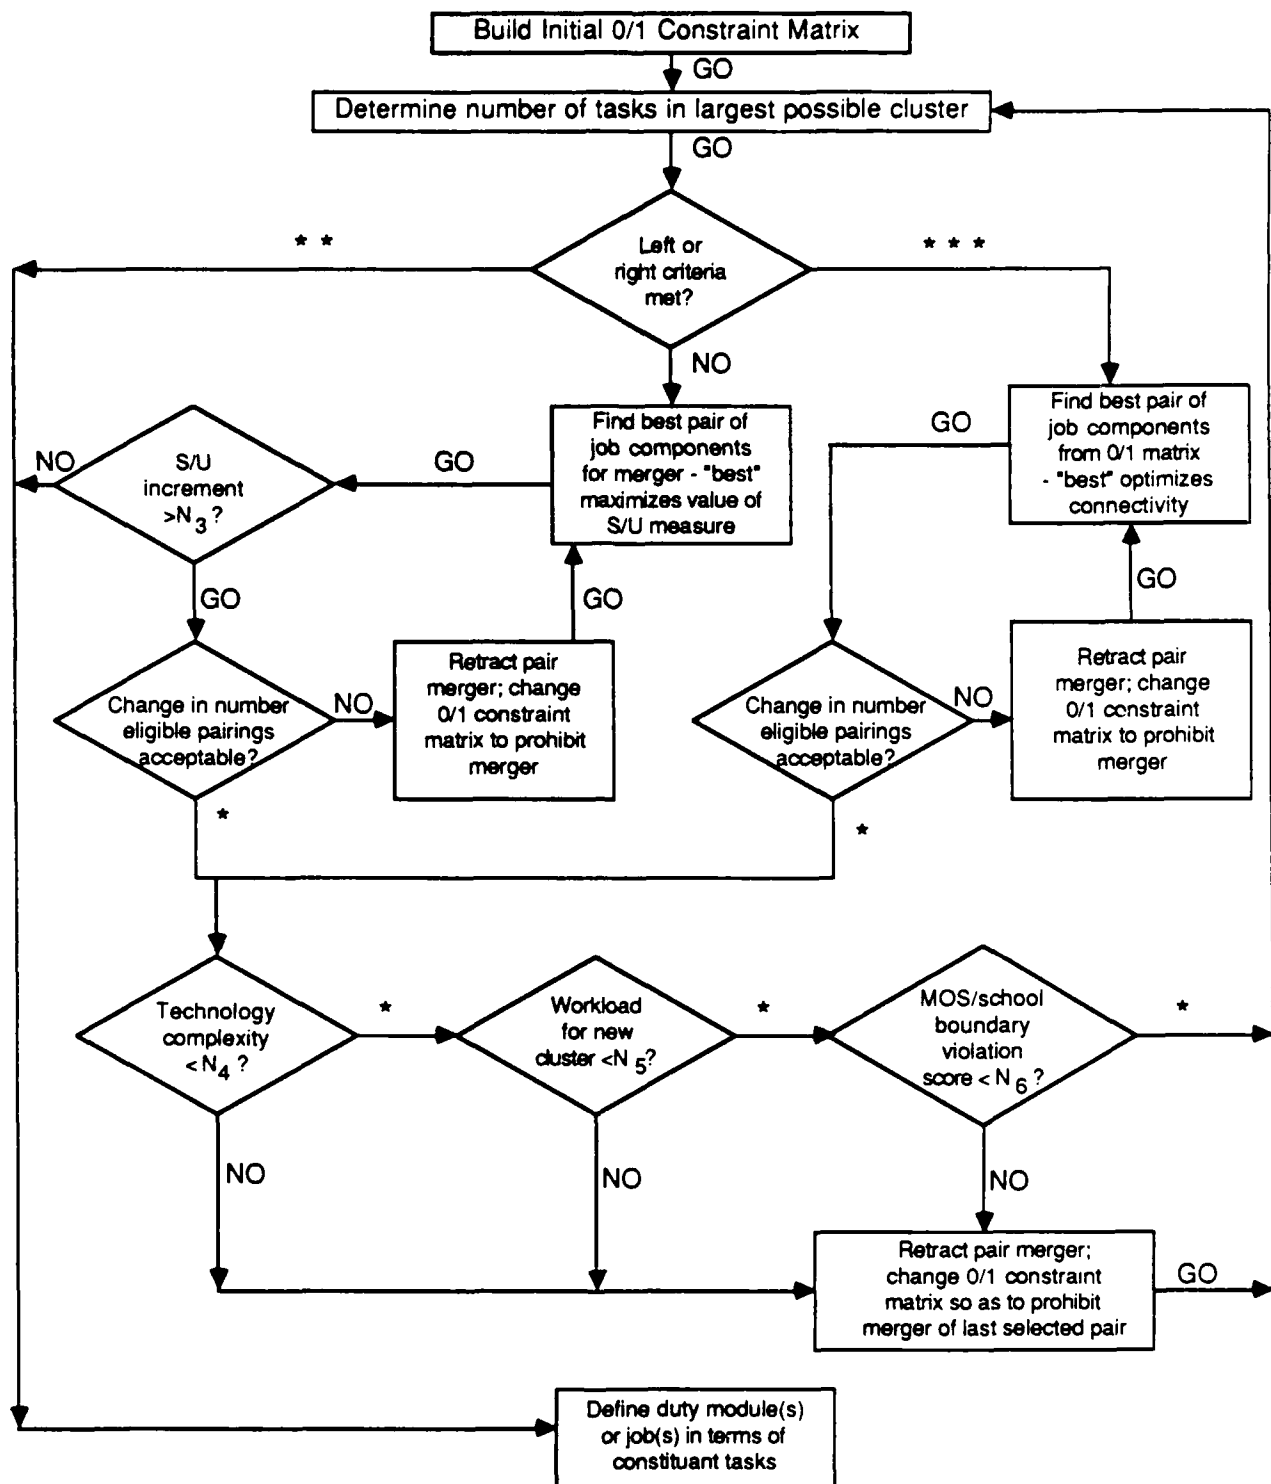 Build Initial 0/1 Constraint Matrix
GO
Determine number of tasks in largest possible cluster
GO
* *
Left or
right criteria
met?
* * *
NO
Find best pair of
job components
for merger - "best"
maximizes value of
S/U measure
Find best pair of
job components
from 0/1 matrix
- "best" optimizes
connectivity
NO
S/U
increment
>N3?
GO
GO
GO
GO
GO
Change in number
eligible pairings
acceptable?
NO
Retract pair
merger; change
0/1 constraint
matrix to prohibit
merger
Change in number
eligible pairings
acceptable?
NO
Retract pair
merger; change
0/1 constraint
matrix to prohibit
merger
*
*
Technology
complexity
<N4 ?
*
Workload
for new
cluster <N5?
*
MOS/school
boundary
violation
score < N6 ?
*
NO
NO
NO
Retract pair merger;
change 0/1 constraint
matrix so as to prohibit
merger of last selected pair
GO
Define duty module(s)
or job(s) in terms of
constituant tasks